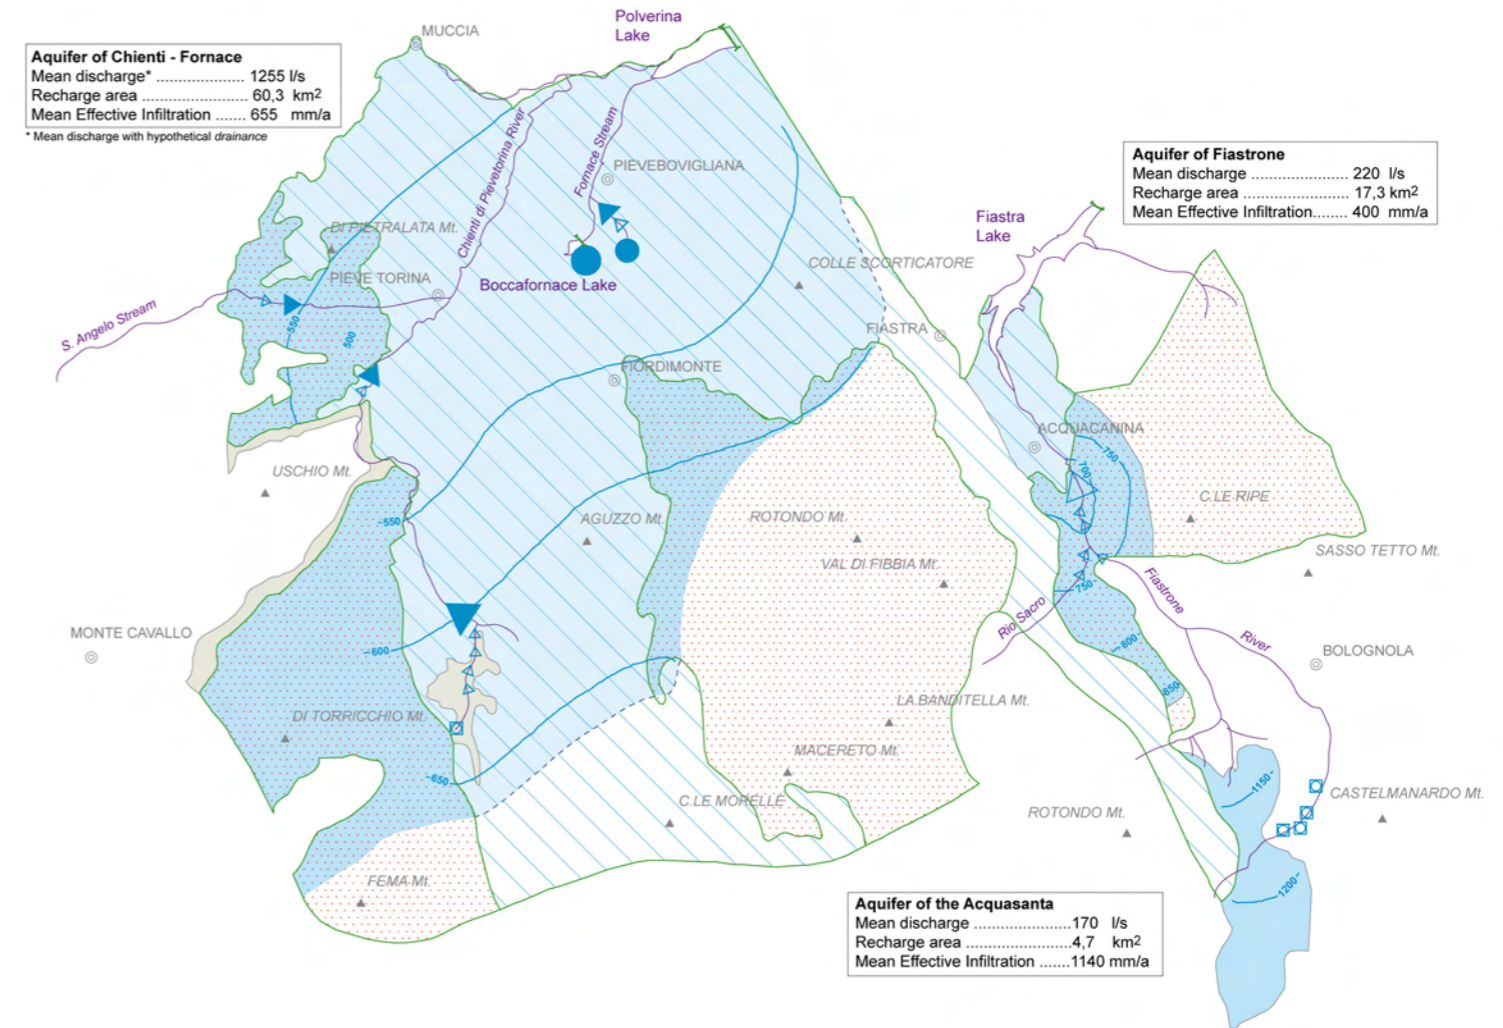 Polverina
Lake
MUCCIA
Aquifer of Chienti - Fornace
Mean discharge* .................... 1255 l/s
Recharge area ........................ 60,3 km2
Mean Effective Infiltration ....... 655 mm/a
* Mean discharge with hypothetical drainance
Chienti di Pievetorina River
Fornace Stream
PIEVEBOVIGLIANA
Aquifer of Fiastrone
Mean discharge ...................... 220 l/s
Recharge area ........................ 17,3 km2
Mean Effective Infiltration........ 400 mm/a
Fiastra
Lake
DI PIETRALATA Mt.
PIEVE TORINA
Boccafornace Lake
COLLE SCORTICATORE
S. Angelo Stream
550
500
FIASTRA
FIORDIMONTE
ACQUACANINA
750
700
USCHIO Mt.
C.LE RIPE
550
AGUZZO Mt.
ROTONDO Mt.
VAL DI FIBBIA Mt.
SASSO TETTO Mt.
750
Fiastrone
River
Rio Sacro
MONTE CAVALLO
600
800
BOLOGNOLA
850
DI TORRICCHIO Mt.
LA BANDITELLA Mt.
MACERETO Mt.
650
1150
C.LE MORELLE
ROTONDO Mt.
CASTELMANARDO Mt.
FEMA Mt.
1200
Aquifer of the Acquasanta
Mean discharge ......................170 l/s
Recharge area ........................4,7 km2
Mean Effective Infiltration .......1140 mm/a